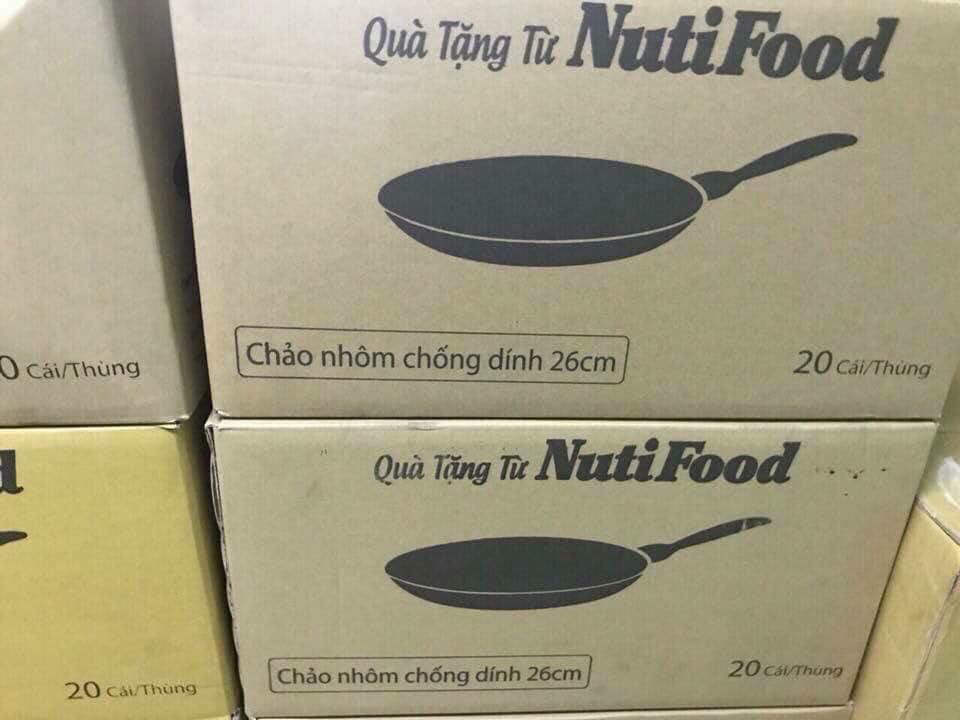 Quà Tặng Từ NutiFood
Chảo nhôm chống dính 26cm
20 Cái/Thùng
0 Cái/Thùng
Quà Tặng Từ NutiFood
Chảo nhôm chống dính 26cm
20 Cái/Thùng
d
20 Cái/Thùng